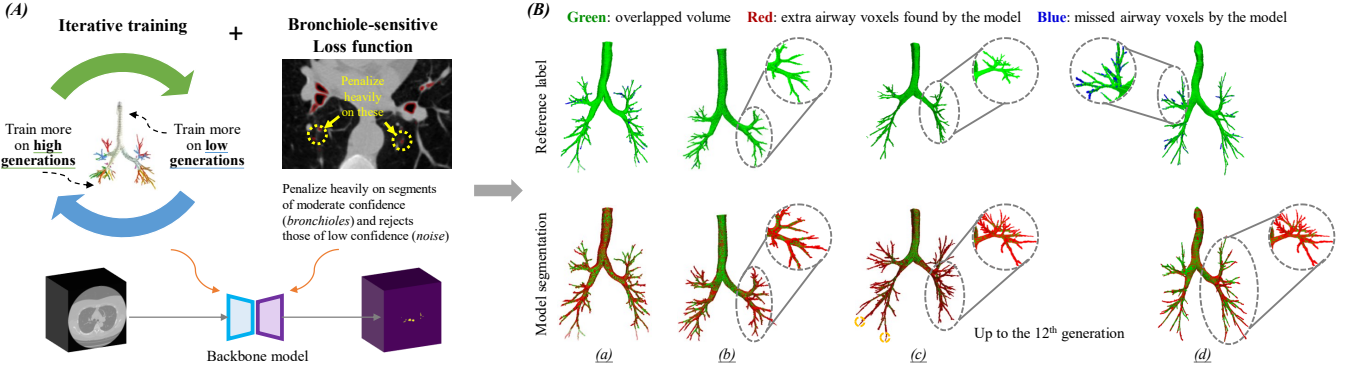 (A)
Iterative training
+
Bronchiole-sensitive
Loss function
Penalize
heavily
on these
Train more
on high
generations
Train more
on low
generations
Penalize heavily on segments
of moderate confidence
(bronchioles) and rejects
those of low confidence (noise)
Backbone model
(B)
Green: overlapped volume
Red: extra airway voxels found by the model
Blue: missed airway voxels by the model
Reference label
Model segmentation
Up to the 12th generation
(a)
(b)
(c)
(d)